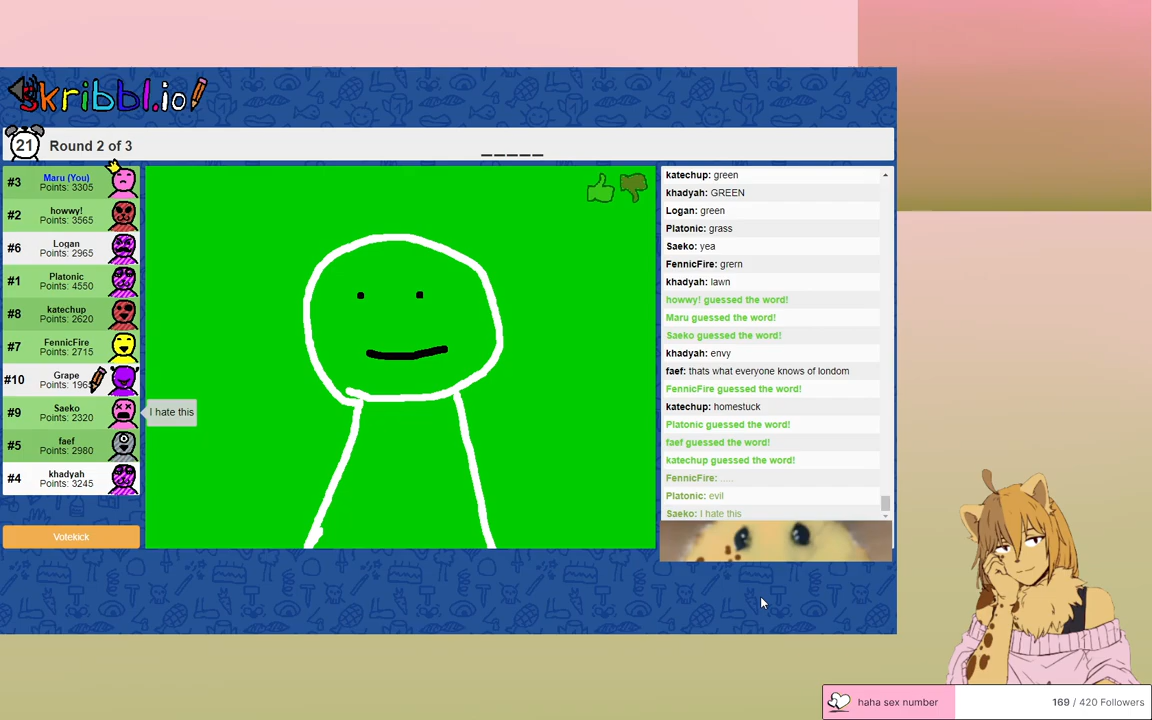 skribbl.io
21
Round 2 of 3
_____
#3 Maru (You)
Points: 3305
#2 howwy!
Points: 3565
#6 Logan
Points: 2965
#1 Platonic
Points: 4550
#8 katechup
Points: 2620
#7 FennicFire
Points: 2715
#10 Grape
Points: 1965
#9 Saeko
Points: 2320
I hate this
#5 faef
Points: 2980
#4 khadyah
Points: 3245
Votekick
katechup: green
khadyah: GREEN
Logan: green
Platonic: grass
Saeko: yea
FennicFire: grern
khadyah: lawn
howwy! guessed the word!
Maru guessed the word!
Saeko guessed the word!
khadyah: envy
faef: thats what everyone knows of londom
FennicFire guessed the word!
katechup: homestuck
Platonic guessed the word!
faef guessed the word!
katechup guessed the word!
FennicFire: .....
Platonic: evil
Saeko: I hate this
haha sex number 169 / 420 Followers